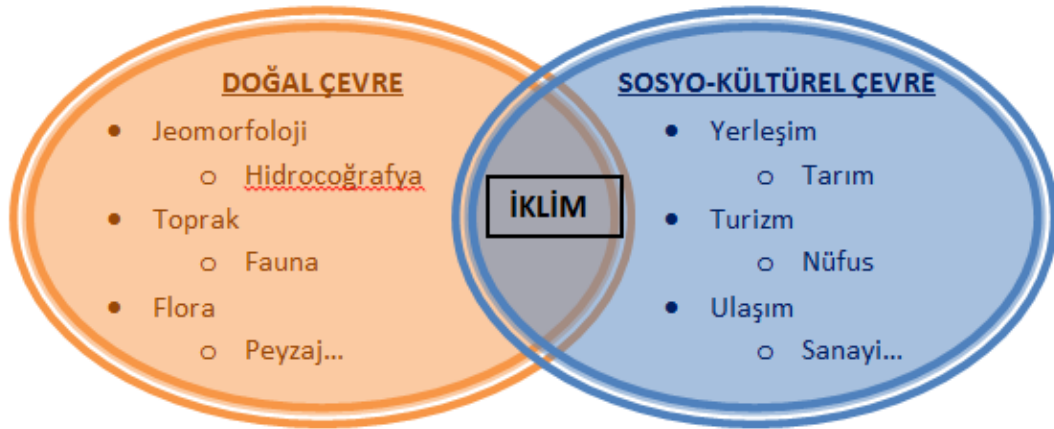 DOĞAL ÇEVRE
• Jeomorfoloji
o Hidrocoğrafya
• Toprak
o Fauna
• Flora
o Peyzaj...
İKLİM
SOSYO-KÜLTÜREL ÇEVRE
• Yerleşim
o Tarım
• Turizm
o Nüfus
• Ulaşım
o Sanayi...